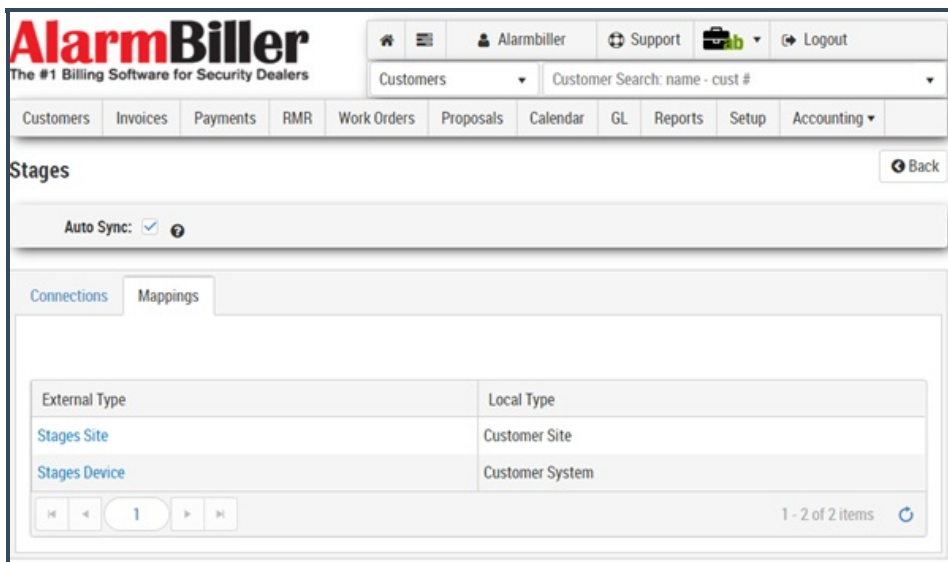 AlarmBiller
The #1 Billing Software for Security Dealers
Alarmbiller Support ab Logout
Customers Customer Search: name - cust #
Customers Invoices Payments RMR Work Orders Proposals Calendar GL Reports Setup Accounting
Stages Back
Auto Sync:
Connections Mappings
External Type Local Type
Stages Site Customer Site
Stages Device Customer System
1 1 - 2 of 2 items